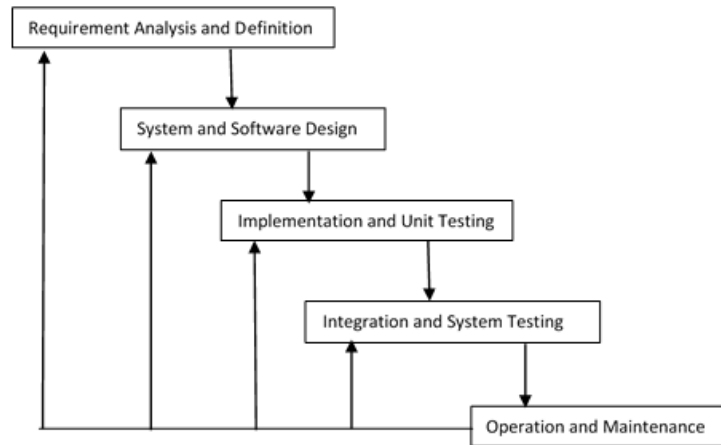 Requirement Analysis and Definition
System and Software Design
Implementation and Unit Testing
Integration and System Testing
Operation and Maintenance